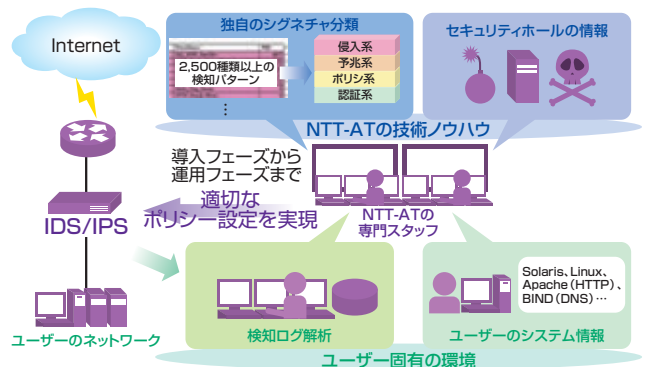 Internet
独自のシグネチャ分類
2,500種類以上の
検知パターン
⋮
侵入系
予兆系
ポリシ系
認証系
セキュリティホールの情報
NTT-ATの技術ノウハウ
導入フェーズから
運用フェーズまで
適切な
ポリシー設定を実現
NTT-ATの
専門スタッフ
IDS/IPS
ユーザーのネットワーク
検知ログ解析
Solaris、Linux、
Apache(HTTP)、
BIND(DNS)…
ユーザーのシステム情報
ユーザー固有の環境